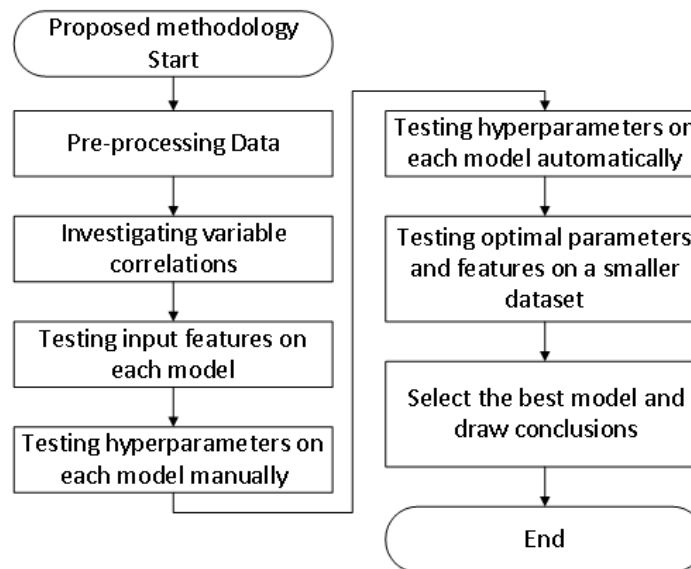 Proposed methodology
Start
Pre-processing Data
Investigating variable
correlations
Testing input features on
each model
Testing hyperparameters on
each model manually
Testing hyperparameters on
each model automatically
Testing optimal parameters
and features on a smaller
dataset
Select the best model and
draw conclusions
End